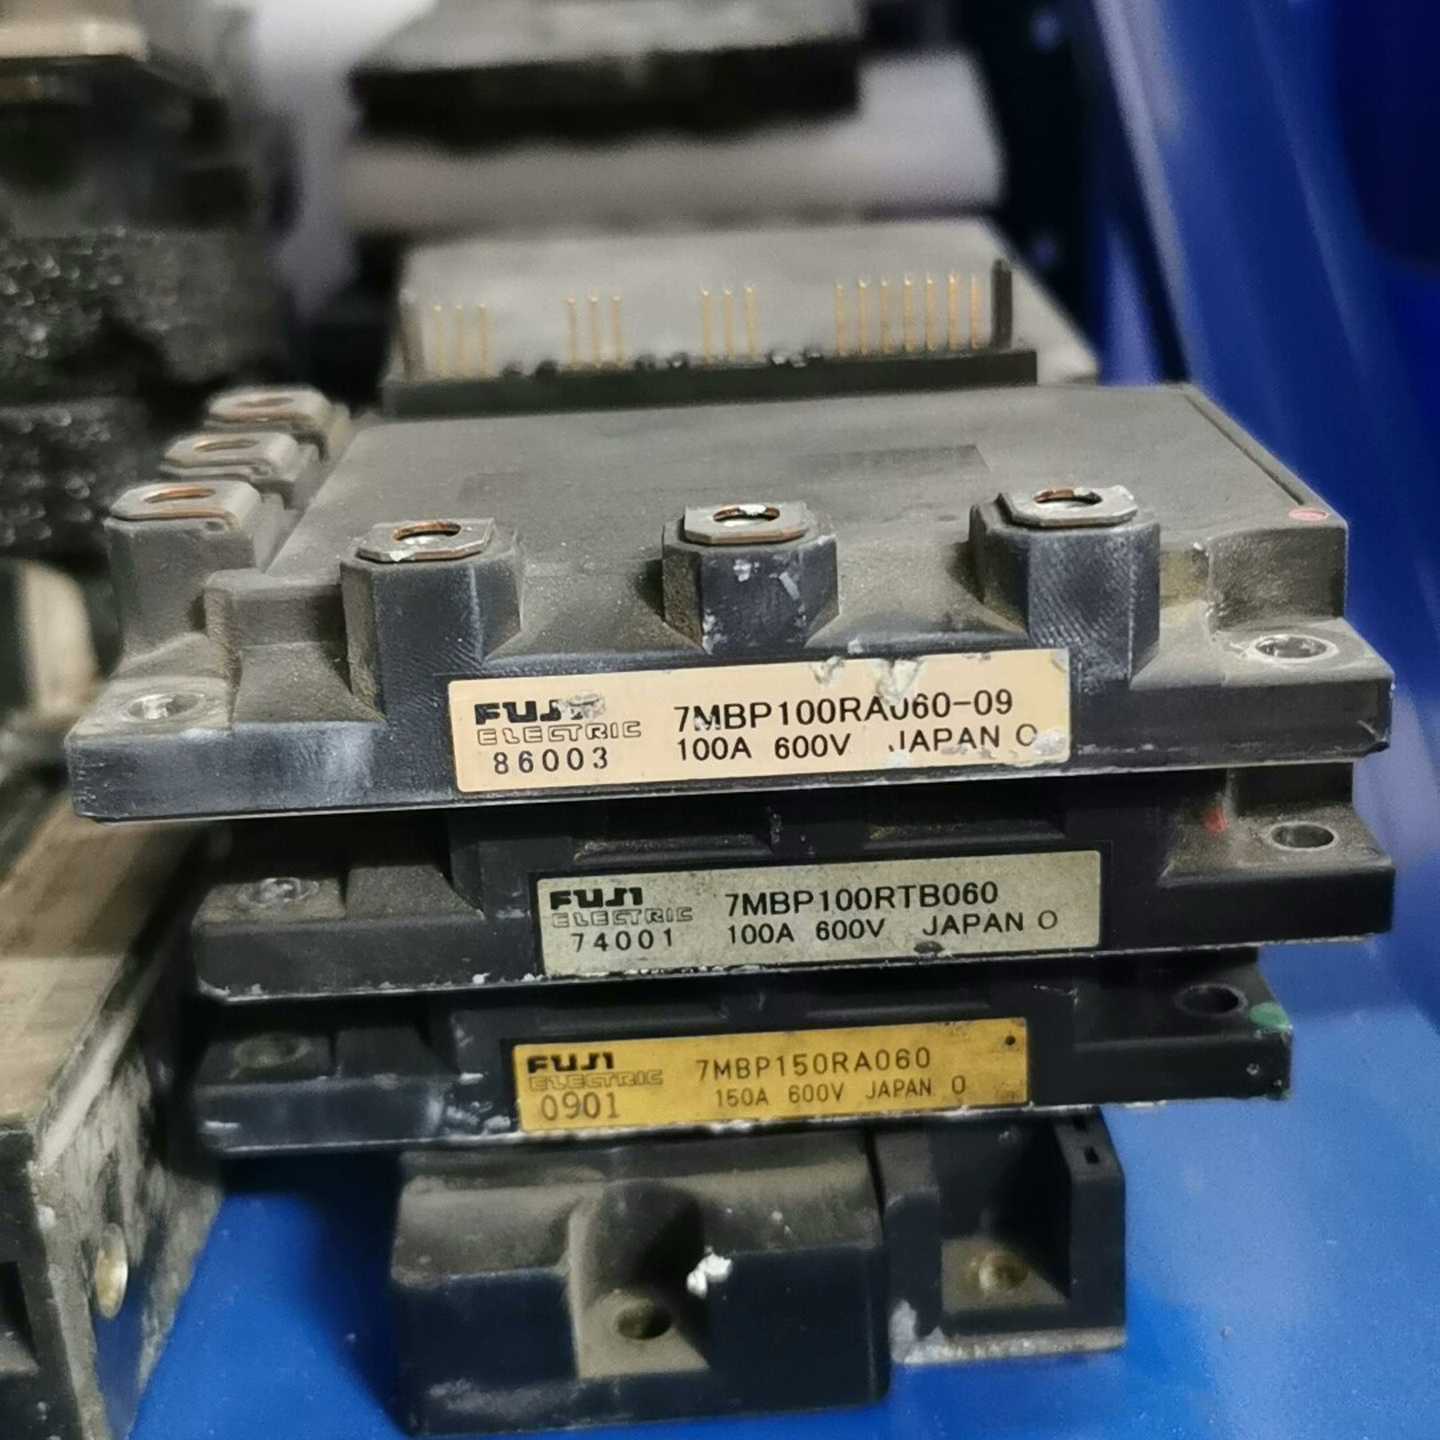 FUJI 7MBP100RA060-09
ELECTRIC 100A 600V JAPAN O
86003
FUJI 7MBP100RTB060
ELECTRIC 100A 600V JAPAN O
74001
FUJI 7MBP150RA060
ELECTRIC 150A 600V JAPAN O
0901